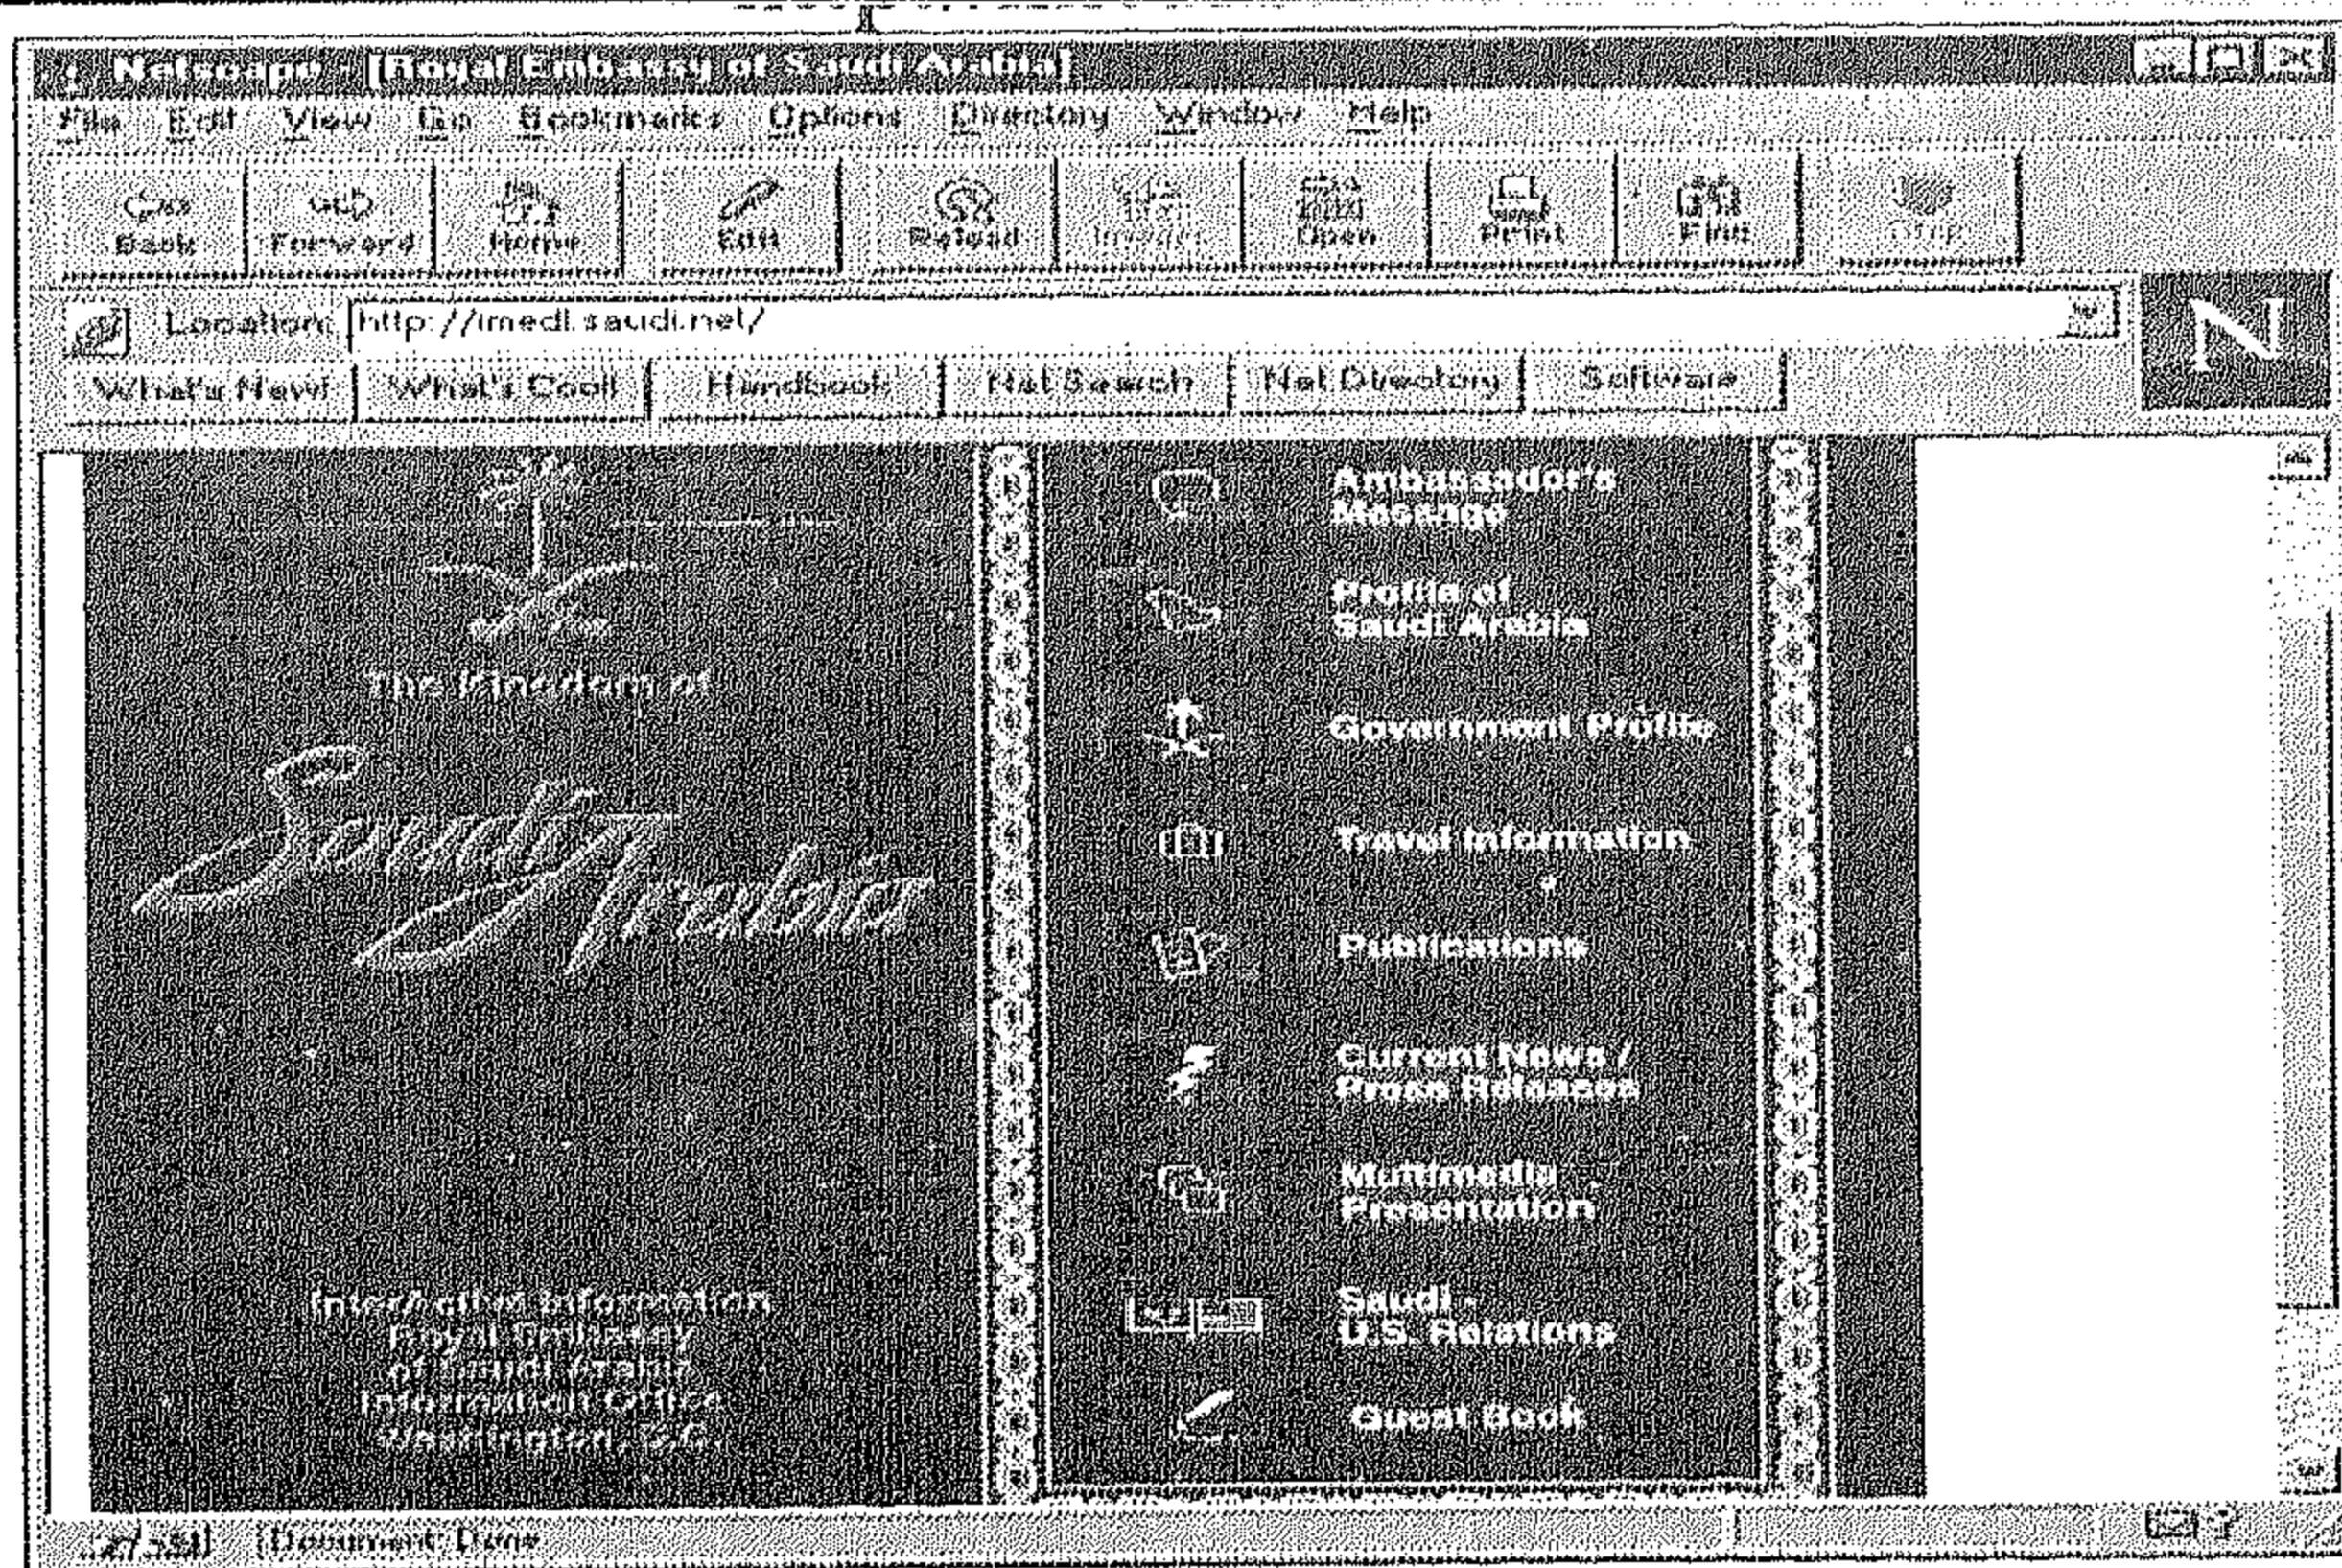 Netscape - [Royal Embassy of Saudi Arabia]
File Edit View Go Bookmarks Options Directory Window Help
Back Forward Home Edit Reload Images Open Print Find Stop
Location: http://imedl.saudi.net/
N
What's New! What's Cool! Handbook Net Search Net Directory Software
The Kingdom of
Saudi Arabia
Interactive Information
Royal Embassy
of Saudi Arabia
Information Office
Washington, D.C.
Ambassador's
Message
Profile of
Saudi Arabia
Government Profile
Travel Information
Publications
Current News /
Press Releases
Multimedia
Presentation
Saudi -
U.S. Relations
Guest Book
Document: Done